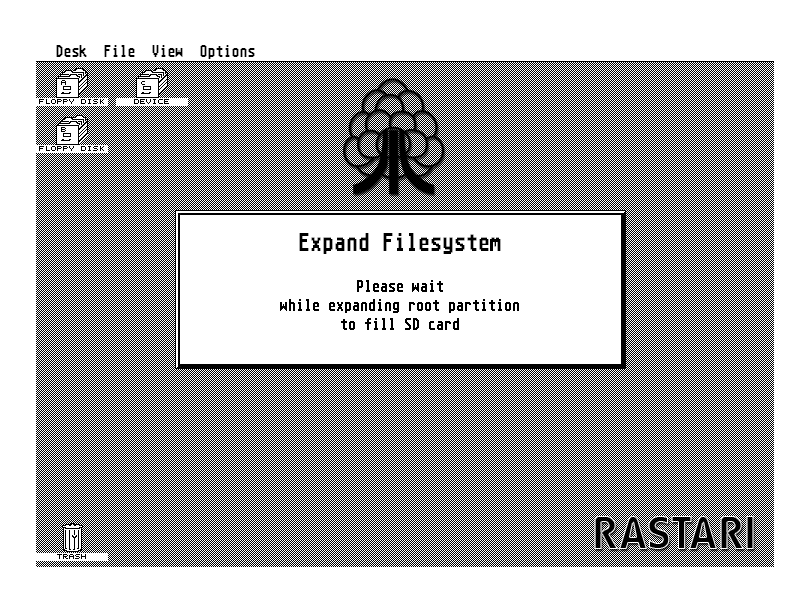 Desk File View Options
A
FLOPPY DISK
C
DEVICE
B
FLOPPY DISK
Expand Filesystem
Please wait
while expanding root partition
to fill SD card
TRASH
RASTARI